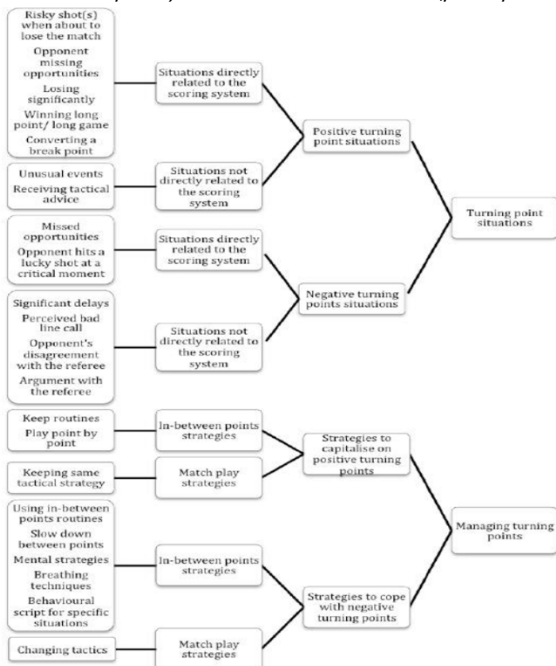 Risky shot(s)
when about to
lose the match
Opponent
missing
opportunities
Losing
significantly
Winning long
point/ long game
Converting a
break point
Situations directly
related to the
scoring system
Positive turning
point situations
Unusual events
Receiving tactical
advice
Situations not
directly related to
the scoring
system
Turning point
situations
Missed
opportunities
Opponent hits a
lucky shot at a
critical moment
Situations directly
related to the
scoring system
Negative turning
points situations
Significant delays
Perceived bad
line call
Opponent's
disagreement
with the referee
Argument with
the referee
Situations not
directly related to
the scoring
system
Keep routines
Play point by
point
In-between points
strategies
Strategies to
capitalise on
positive turning
points
Keeping same
tactical strategy
Match play
strategies
Managing turning
points
Using in-between
points routines
Slow down
between points
Mental strategies
Breathing
techniques
Behavioural
script for specific
situations
In-between points
strategies
Strategies to cope
with negative
turning points
Changing tactics
Match play
strategies